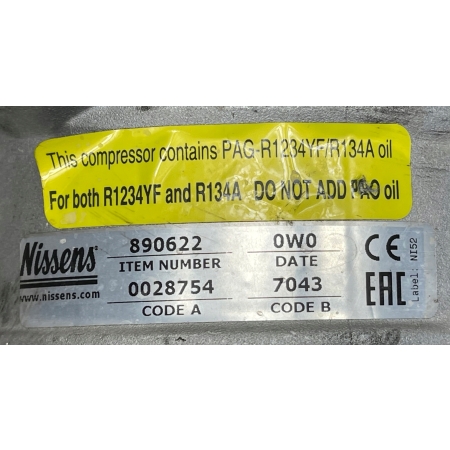 This compressor contains PAG-R1234YF/R134A oil
For both R1234YF and R134A DO NOT ADD PAO oil
Nissens 890622 0W0 CE
ITEM NUMBER DATE
www.nissens.com 0028754 7043 EAC
CODE A CODE B
Label: NI52